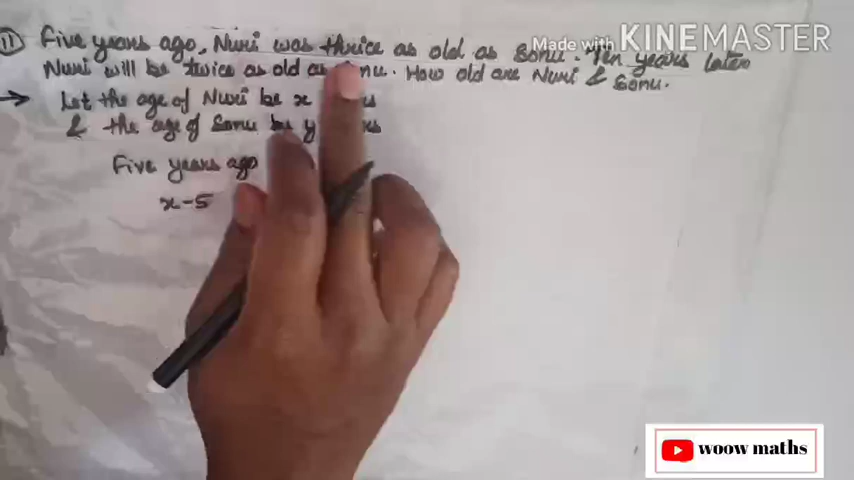 11 Five years ago, Nuri was thrice as old as Sonu. Ten years later
Nuri will be twice as old as Sonu. How old are Nuri & Sonu.
→ Let the age of Nuri be x
& the age of Sonu be y
Five years ago
x-5
Made with KINEMASTER
woow maths